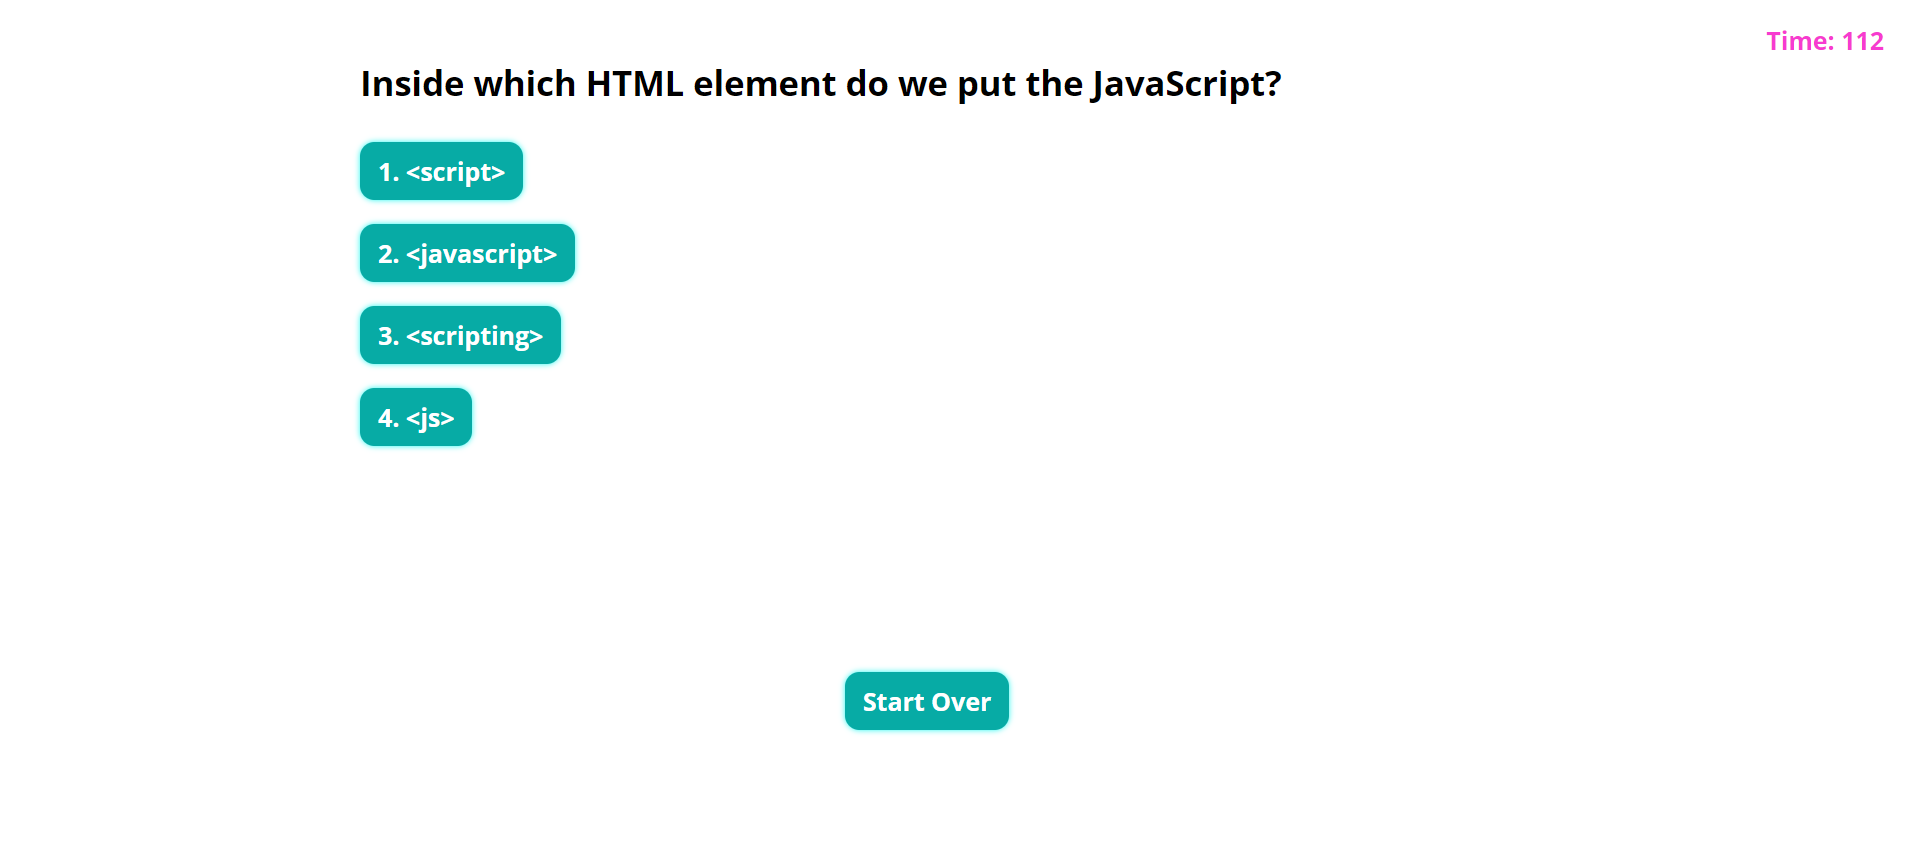 Time: 112
Inside which HTML element do we put the JavaScript?
1. <script>
2. <javascript>
3. <scripting>
4. <js>
Start Over